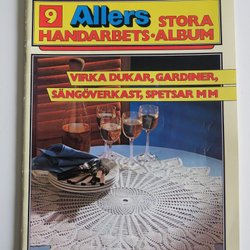 9 Allers STORA
HANDARBETS-ALBUM
VIRKA DUKAR, GARDINER,
SÄNGÖVERKAST, SPETSAR M M